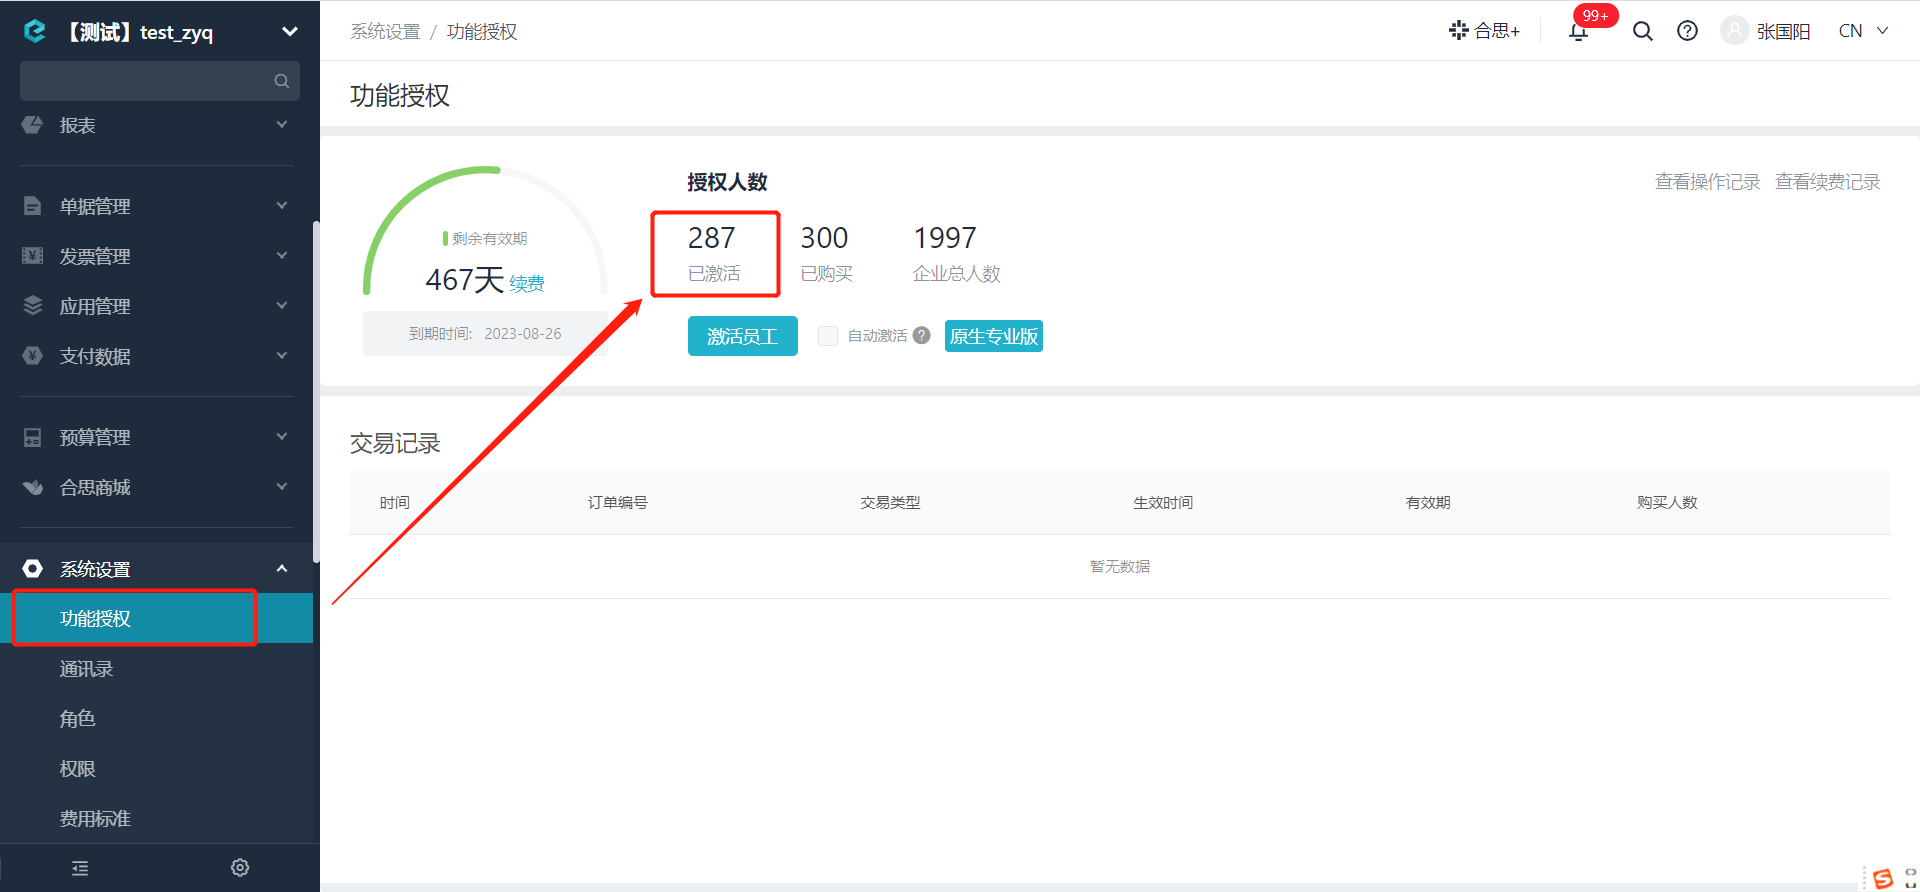 【测试】test_zyq
报表
单据管理
发票管理
应用管理
支付数据
预算管理
合思商城
系统设置
功能授权
通讯录
角色
权限
费用标准
系统设置 / 功能授权
合思+
99+
张国阳
CN
功能授权
剩余有效期
467天 续费
到期时间: 2023-08-26
授权人数
查看操作记录 查看续费记录
287 300 1997
已激活 已购买 企业总人数
激活员工 自动激活 ? 原生专业版
交易记录
时间 订单编号 交易类型 生效时间 有效期 购买人数
暂无数据